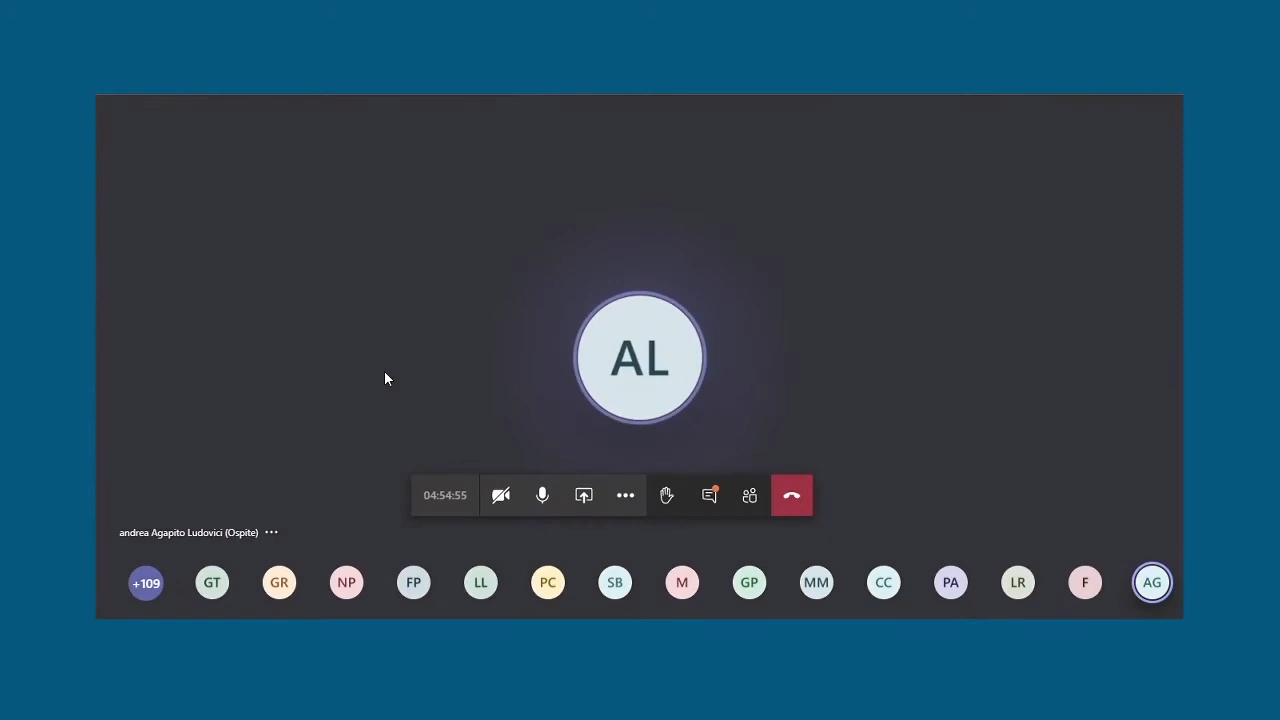 AL
04:54:55
andrea Agapito Ludovici (Ospite)
+109 GT GR NP FP LL PC SB M GP MM CC PA LR F AG